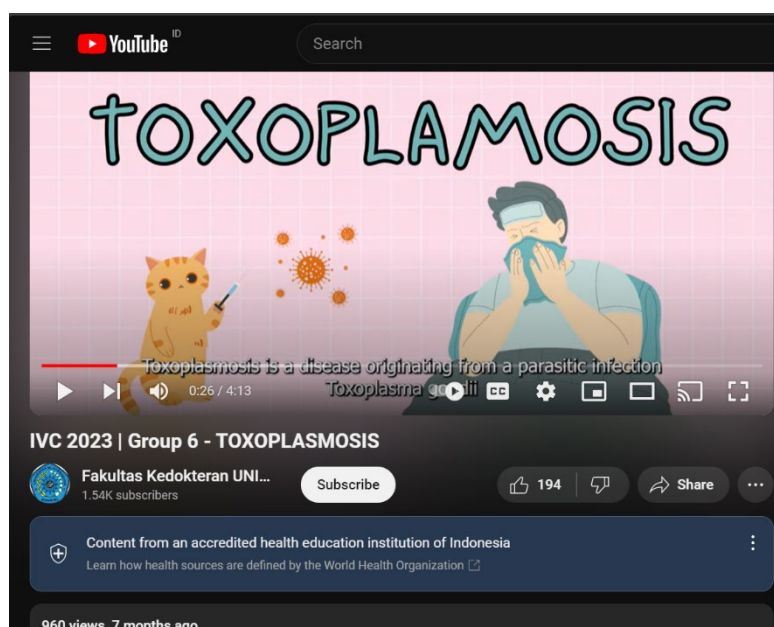 YouTube ID
Search
TOXOPLAMOSIS
Toxoplasmosis is a disease originating from a parasitic infection
Toxoplasma
0:26 / 4:13
CC
IVC 2023 | Group 6 - TOXOPLASMOSIS
Fakultas Kedokteran UNI...
1.54K subscribers
Subscribe
194
Share
Content from an accredited health education institution of Indonesia
Learn how health sources are defined by the World Health Organization
960 views 7 months ago